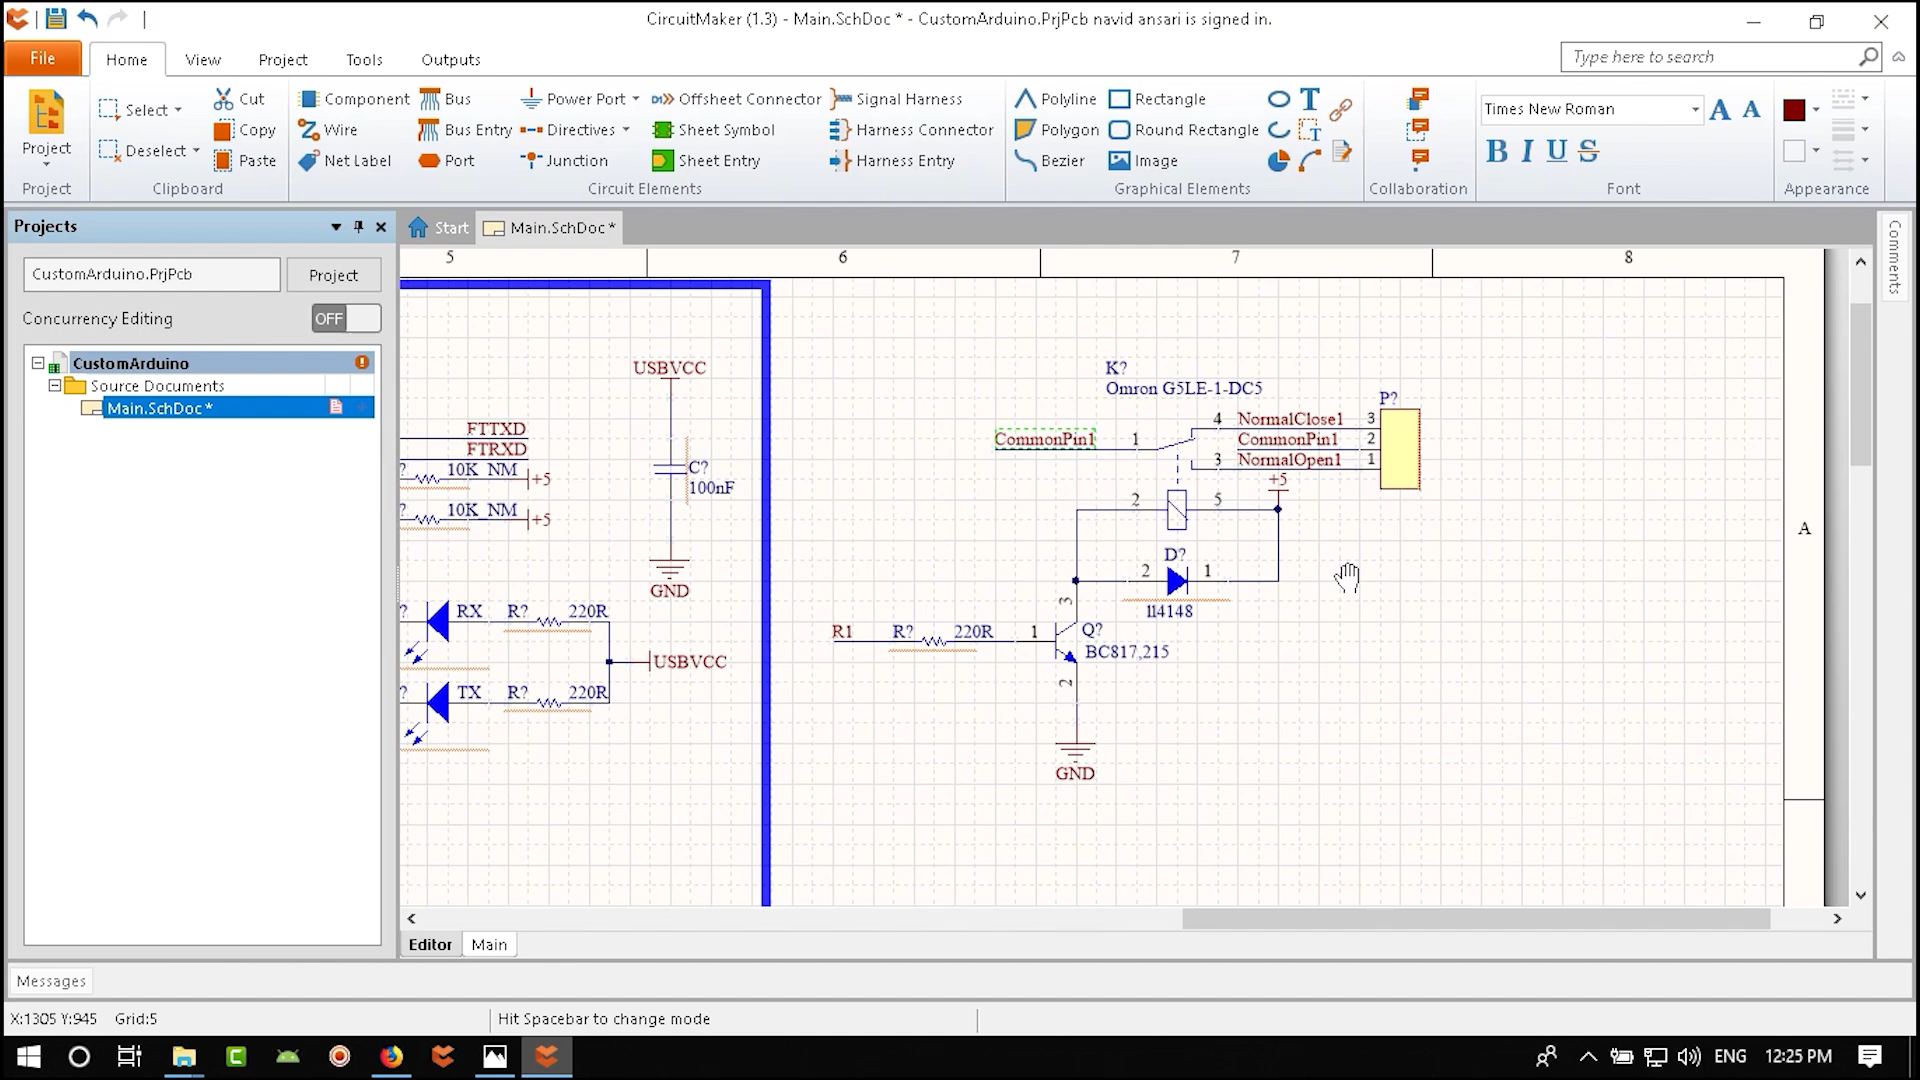 CircuitMaker (1.3) - Main.SchDoc * - CustomArduino.PrjPcb navid ansari is signed in.
File Home View Project Tools Outputs
Type here to search
Project
Select
Deselect
Cut
Copy
Paste
Component
Wire
Net Label
Bus
Bus Entry
Port
Power Port
Directives
Junction
Offsheet Connector
Sheet Symbol
Sheet Entry
Signal Harness
Harness Connector
Harness Entry
Polyline
Polygon
Bezier
Rectangle
Round Rectangle
Image
T
T
Times New Roman
A A
B I U S
Project Clipboard Circuit Elements Graphical Elements Collaboration Font Appearance
Projects
CustomArduino.PrjPcb
Project
Concurrency Editing
OFF
CustomArduino
Source Documents
Main.SchDoc *
Start
Main.SchDoc *
Comments
5 6 7 8
A
USBVCC
C?
100nF
GND
FTTXD
FTRXD
? 10K_NM +5
? 10K_NM +5
? RX R? 220R
USBVCC
? TX R? 220R
K?
Omron G5LE-1-DC5
P?
CommonPin1 1
4 NormalClose1 3
CommonPin1 2
3 NormalOpen1 1
+5
2 5
D?
2 1
1l4148
3
R1 R? 220R 1
Q?
BC817,215
2
GND
Editor Main
Messages
X:1305 Y:945 Grid:5
Hit Spacebar to change mode
ENG 12:25 PM